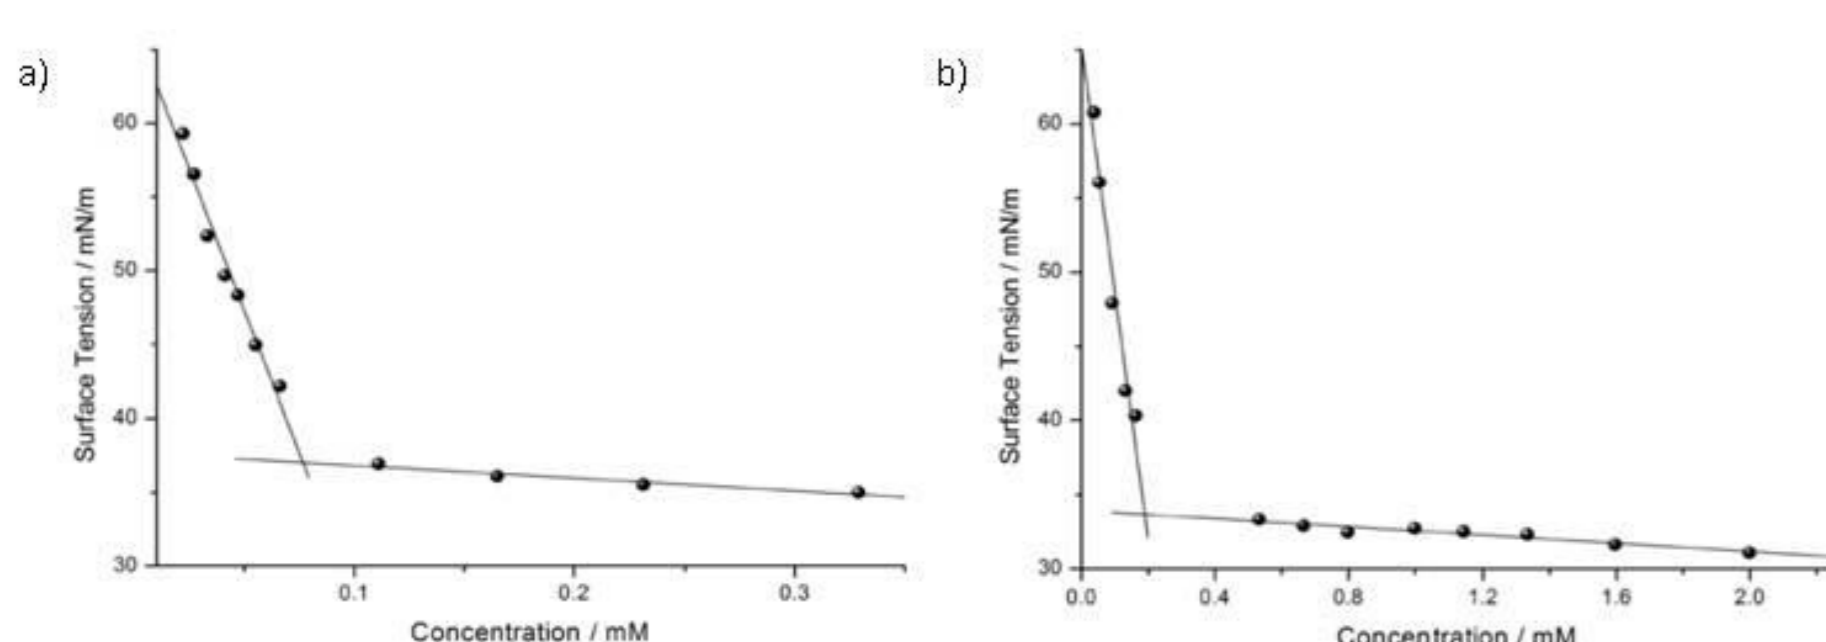 a)
60
50
40
30
Surface Tension / mN/m
0.1 0.2 0.3
Concentration / mM
b)
60
50
40
30
Surface Tension / mN/m
0.0 0.4 0.8 1.2 1.6 2.0
Concentration / mM